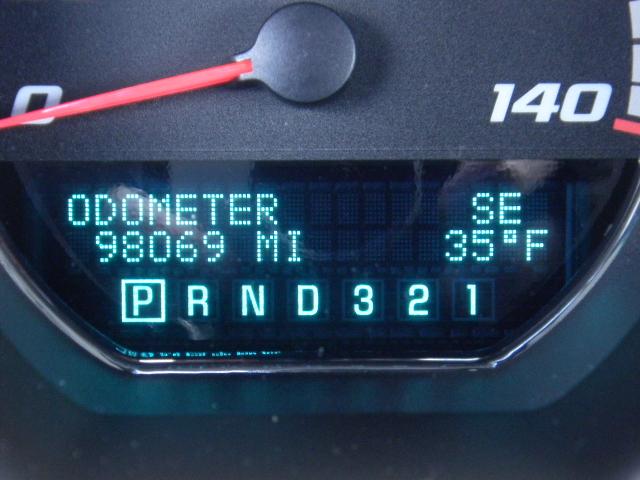 0 140
ODOMETER SE
98069 MI 35°F
P R N D 3 2 1